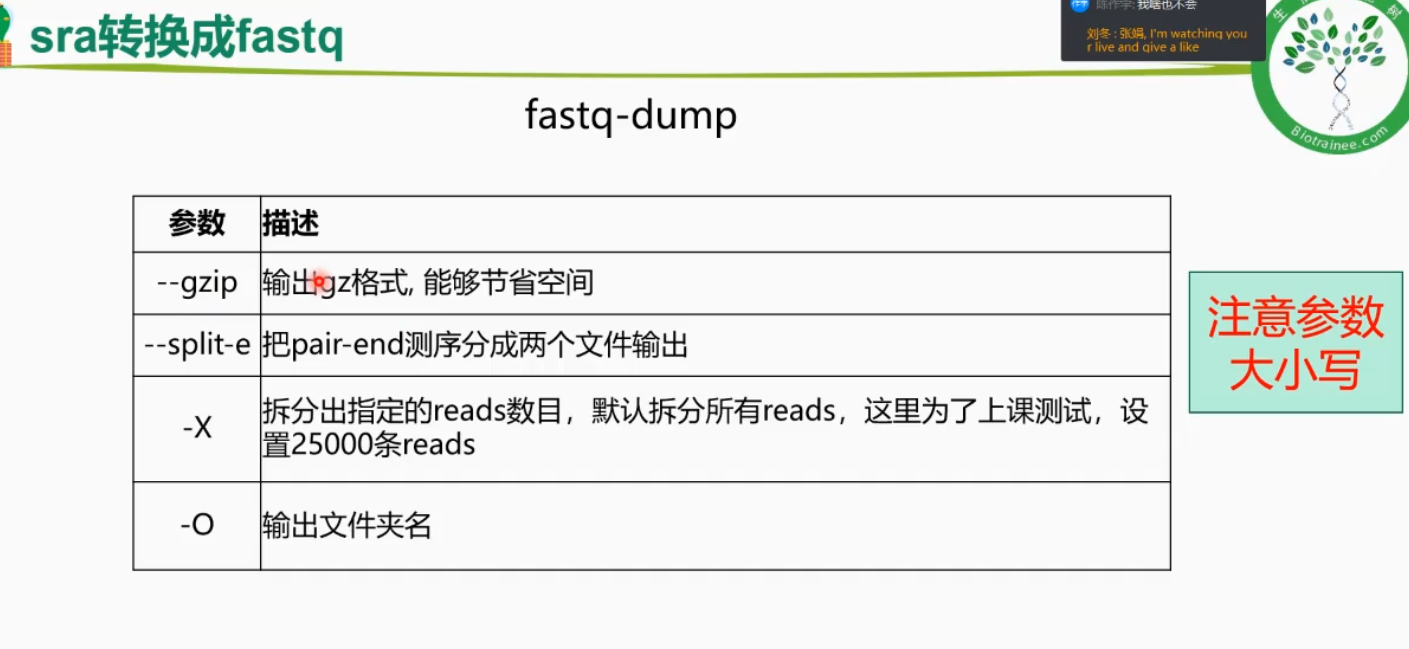 sra转换成fastq
陈作宇: 我啥也不会
刘冬 : 张娟, I'm watching you
r live and give a like
Biotrainee.com
fastq-dump
参数 描述
--gzip 输出gz格式, 能够节省空间
--split-e 把pair-end测序分成两个文件输出
-X 拆分出指定的reads数目，默认拆分所有reads，这里为了上课测试，设
置25000条reads
-O 输出文件夹名
注意参数
大小写